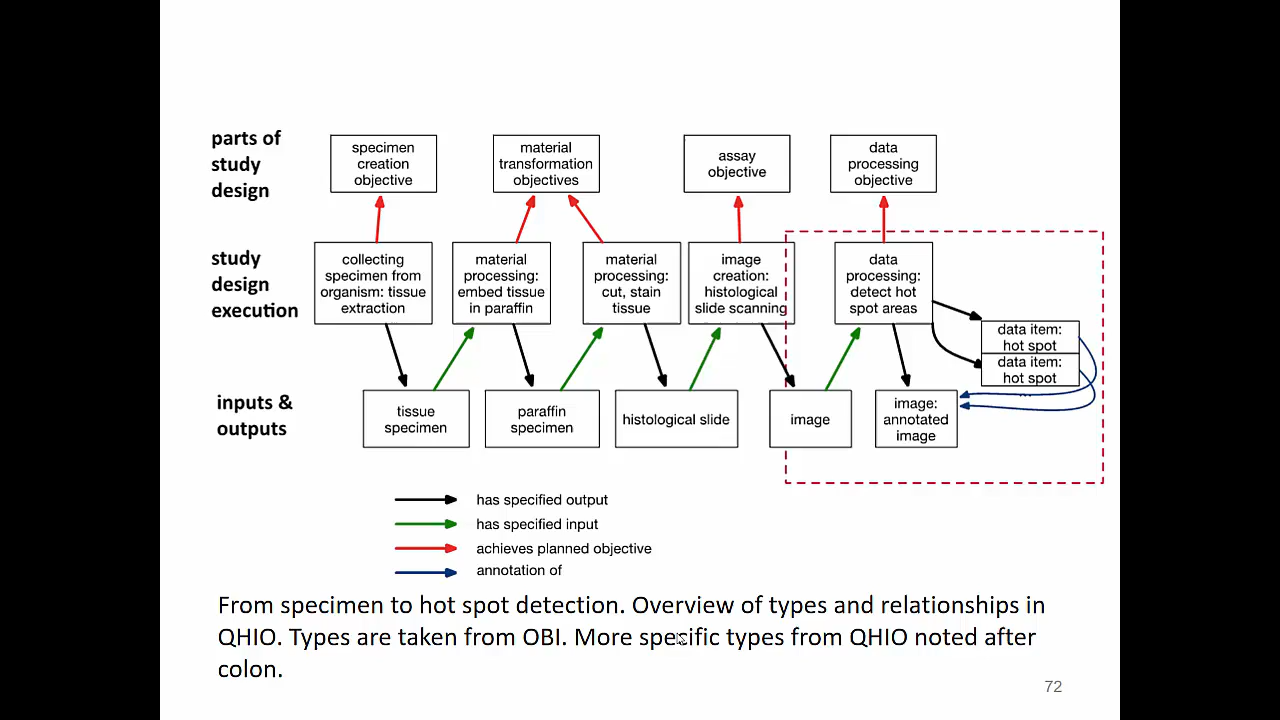 parts of
study
design
specimen
creation
objective
material
transformation
objectives
assay
objective
data
processing
objective
study
design
execution
collecting
specimen from
organism: tissue
extraction
material
processing:
embed tissue
in paraffin
material
processing:
cut, stain
tissue
image
creation:
histological
slide scanning
data
processing:
detect hot
spot areas
data item:
hot spot
data item:
hot spot
...
inputs &
outputs
tissue
specimen
paraffin
specimen
histological slide
image
image:
annotated
image
has specified output
has specified input
achieves planned objective
annotation of
From specimen to hot spot detection. Overview of types and relationships in
QHIO. Types are taken from OBI. More specific types from QHIO noted after
colon.
72